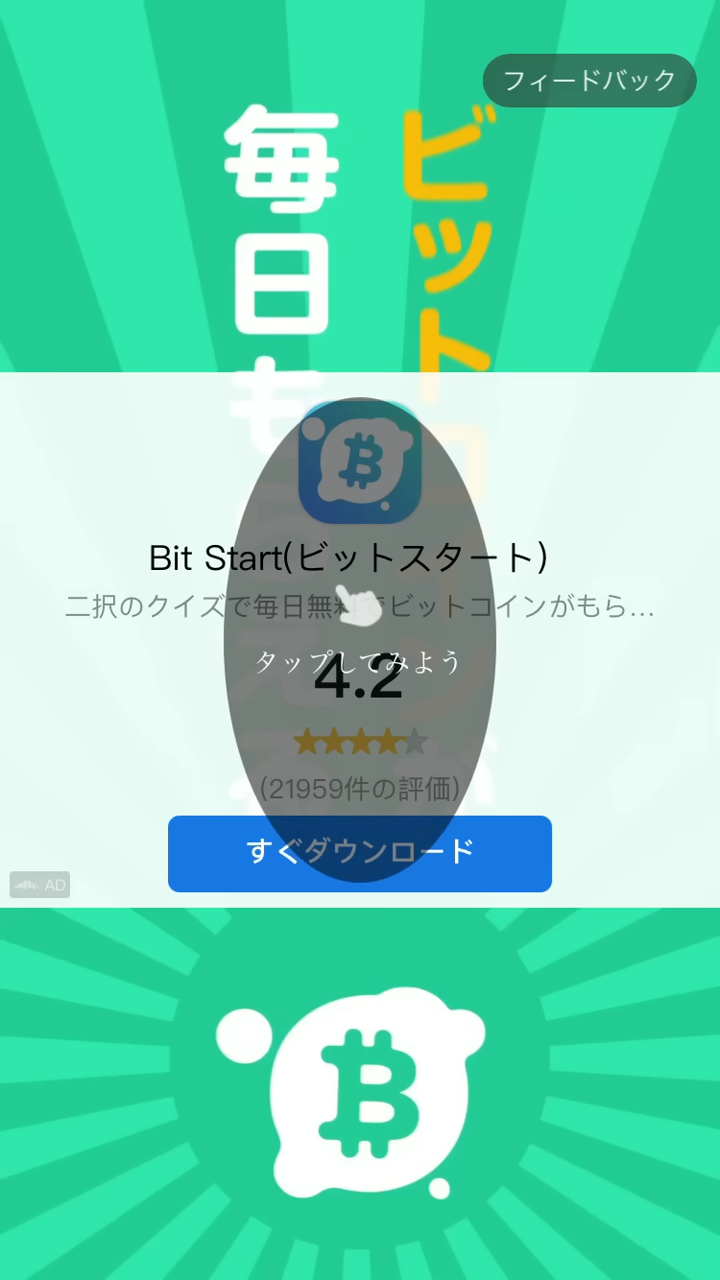 フィードバック
ビットコ
毎日も
Bit Start(ビットスタート)
二択のクイズで毎日無料でビットコインがもら…
タップしてみよう
4.2
(21959件の評価)
すぐダウンロード
AD